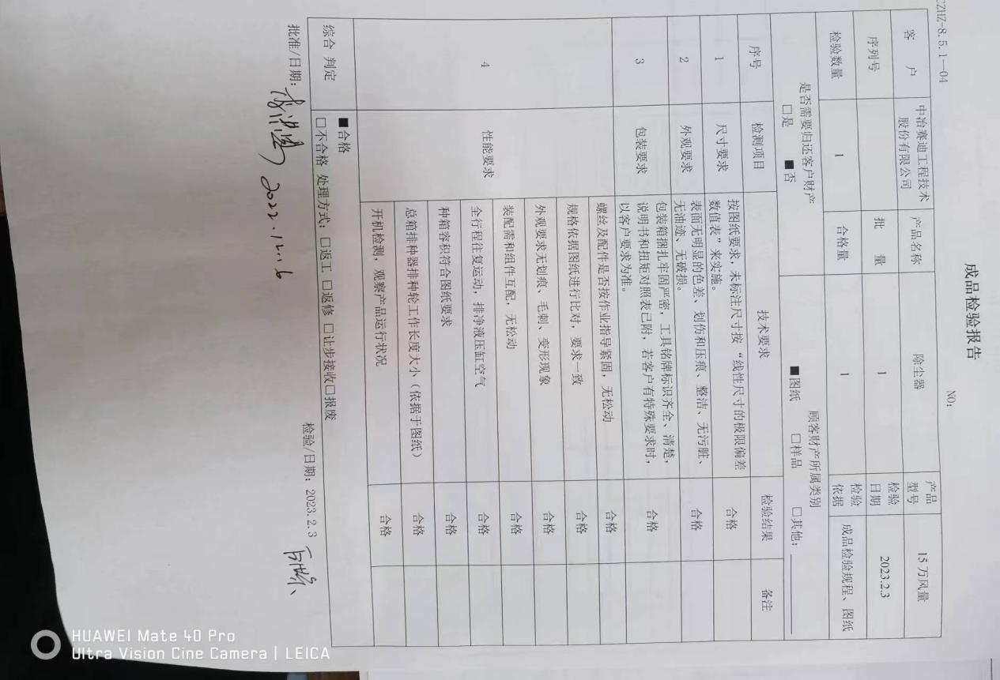 CZHZ-8.5.1—04
成品检验报告
NO:
客 户 中冶赛迪工程技术股份有限公司 产品名称 除尘器 产品型号 15万风量
序列号 批 量 1 检验日期 2023.2.3
检验数量 1 合格量 1 检验依据 成品检验规程、图纸
是否需要归还客户财产
□是 ■否
顾客财产所属类别
■图纸 □样品 □其他：
序号 检测项目 技术要求 检验结果 备注
1 尺寸要求 按图纸要求，未标注尺寸按“线性尺寸的极限偏差
数值表”来实施。 合格
2 外观要求 表面无明显的色差、划伤和压痕、整洁、无污脏、
无油迹、无破损。 合格
3 包装要求 包装箱捆扎牢固严密，工具铭牌标识齐全、清楚，
说明书和扭矩对照表已附，若客户有特殊要求时，
以客户要求为准。 合格
4 性能要求 螺丝及配件是否按作业指导紧固，无松动 合格
规格依据图纸进行比对，要求一致 合格
外观要求无划痕、毛刺、变形现象 合格
装配需和组件互配，无松动 合格
全行程往复运动，排净液压缸空气 合格
种箱容积符合图纸要求 合格
总箱排种器排种轮工作长度大小（依据于图纸） 合格
开机检测，观察产品运行状况 合格
综合 判定 ■合格
□不合格 处理方式：□返工 □返修 □让步接收□报废
批准/日期： 2022.12.16 检验/日期：2023.2.3
HUAWEI Mate 40 Pro
Ultra Vision Cine Camera | LEICA